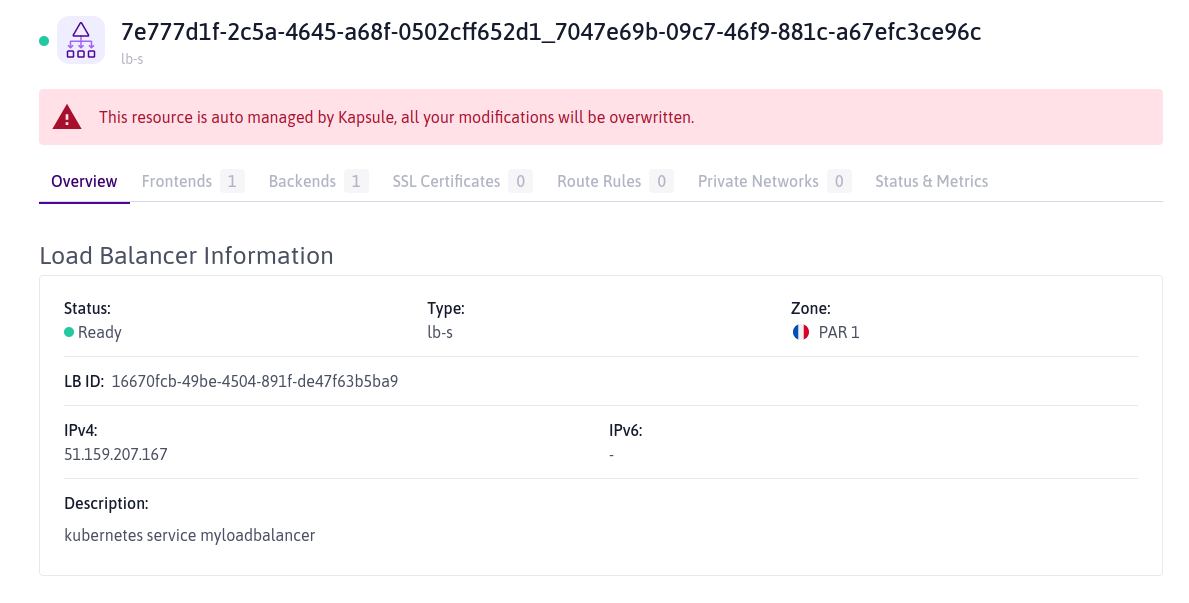 7e777d1f-2c5a-4645-a68f-0502cff652d1_7047e69b-09c7-46f9-881c-a67efc3ce96c
lb-s
This resource is auto managed by Kapsule, all your modifications will be overwritten.
Overview Frontends 1 Backends 1 SSL Certificates 0 Route Rules 0 Private Networks 0 Status & Metrics
Load Balancer Information
Status: Type: Zone:
Ready lb-s PAR 1
LB ID: 16670fcb-49be-4504-891f-de47f63b5ba9
IPv4: IPv6:
51.159.207.167 -
Description:
kubernetes service myloadbalancer